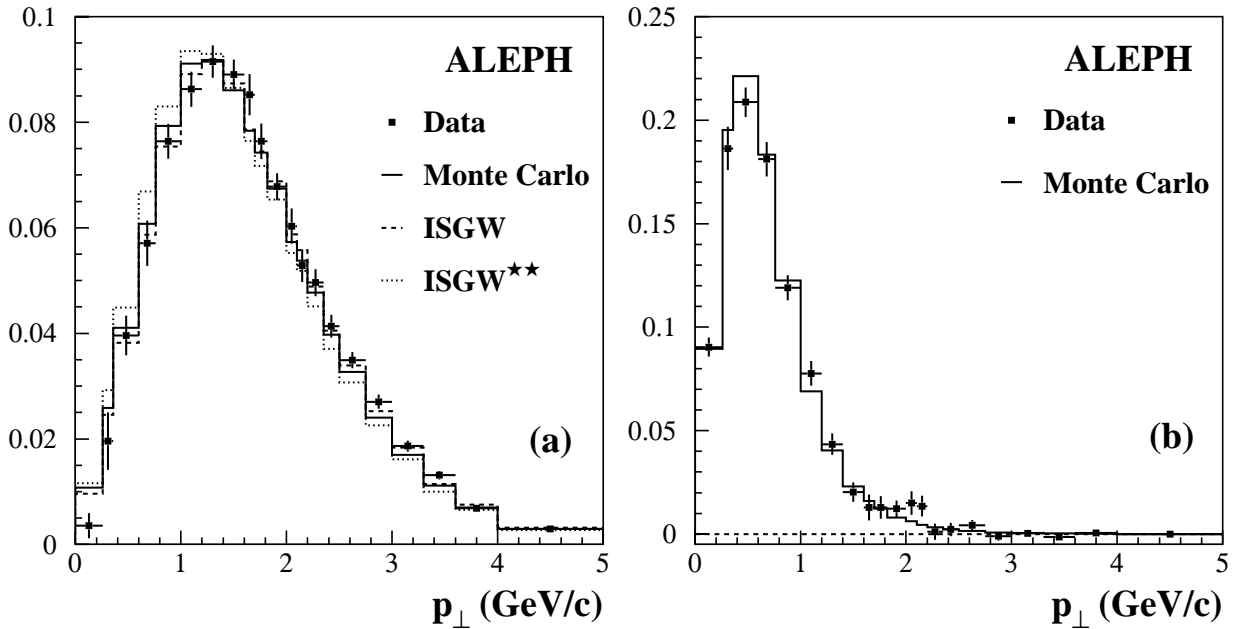 0.1
0.08
0.06
0.04
0.02
0
0 1 2 3 4 5
p⊥ (GeV/c)
ALEPH
Data
Monte Carlo
ISGW
ISGW★★
(a)
0.25
0.2
0.15
0.1
0.05
0
0 1 2 3 4 5
p⊥ (GeV/c)
ALEPH
Data
Monte Carlo
(b)